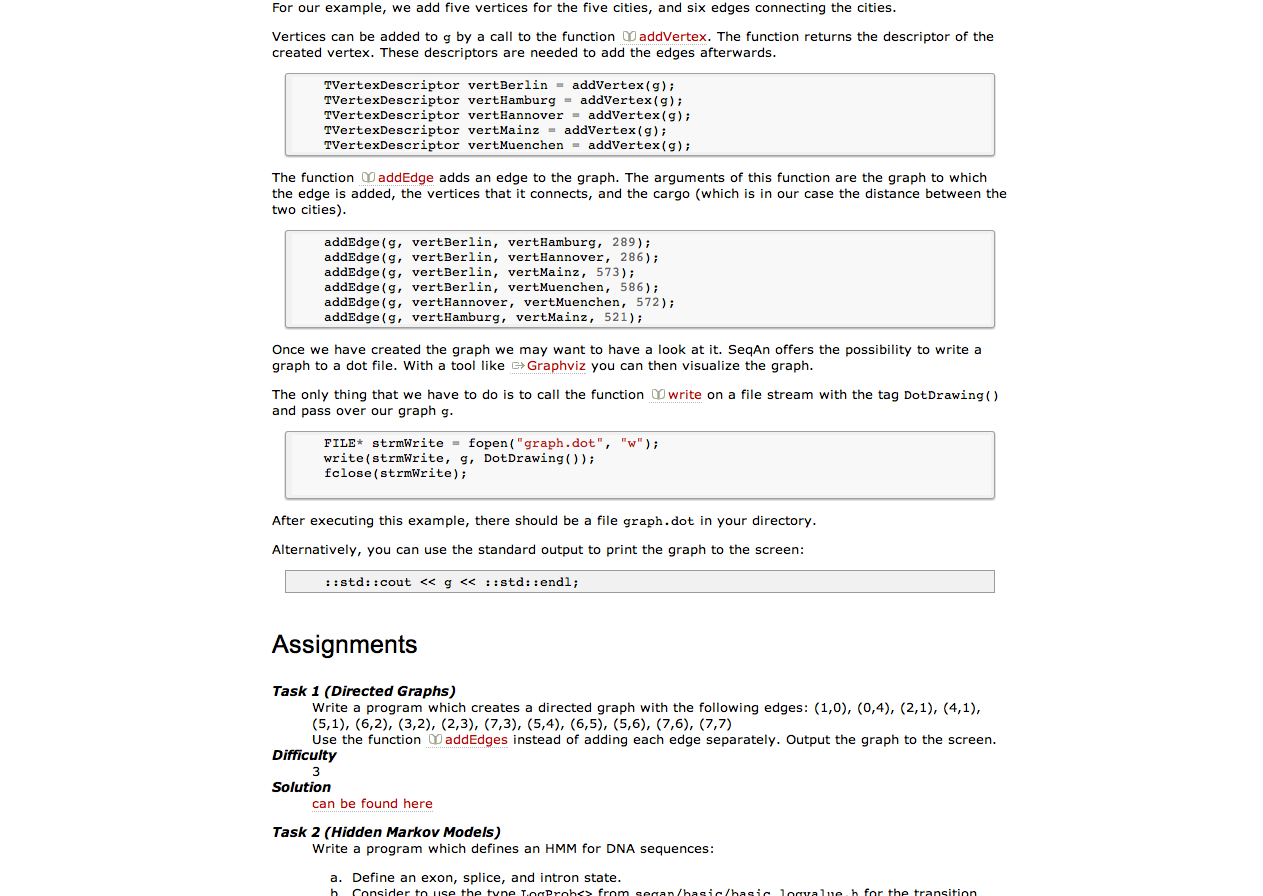 For our example, we add five vertices for the five cities, and six edges connecting the cities.
Vertices can be added to g by a call to the function addVertex. The function returns the descriptor of the
created vertex. These descriptors are needed to add the edges afterwards.
TVertexDescriptor vertBerlin = addVertex(g);
TVertexDescriptor vertHamburg = addVertex(g);
TVertexDescriptor vertHannover = addVertex(g);
TVertexDescriptor vertMainz = addVertex(g);
TVertexDescriptor vertMuenchen = addVertex(g);
The function addEdge adds an edge to the graph. The arguments of this function are the graph to which
the edge is added, the vertices that it connects, and the cargo (which is in our case the distance between the
two cities).
addEdge(g, vertBerlin, vertHamburg, 289);
addEdge(g, vertBerlin, vertHannover, 286);
addEdge(g, vertBerlin, vertMainz, 573);
addEdge(g, vertBerlin, vertMuenchen, 586);
addEdge(g, vertHannover, vertMuenchen, 572);
addEdge(g, vertHamburg, vertMainz, 521);
Once we have created the graph we may want to have a look at it. SeqAn offers the possibility to write a
graph to a dot file. With a tool like Graphviz you can then visualize the graph.
The only thing that we have to do is to call the function write on a file stream with the tag DotDrawing()
and pass over our graph g.
FILE* strmWrite = fopen("graph.dot", "w");
write(strmWrite, g, DotDrawing());
fclose(strmWrite);
After executing this example, there should be a file graph.dot in your directory.
Alternatively, you can use the standard output to print the graph to the screen:
::std::cout << g << ::std::endl;
Assignments
Task 1 (Directed Graphs)
Write a program which creates a directed graph with the following edges: (1,0), (0,4), (2,1), (4,1),
(5,1), (6,2), (3,2), (2,3), (7,3), (5,4), (6,5), (5,6), (7,6), (7,7)
Use the function addEdges instead of adding each edge separately. Output the graph to the screen.
Difficulty
3
Solution
can be found here
Task 2 (Hidden Markov Models)
Write a program which defines an HMM for DNA sequences:
a. Define an exon, splice, and intron state.
b. Consider to use the type LogProb<> from seqan/basic/basic_logvalue.h for the transition